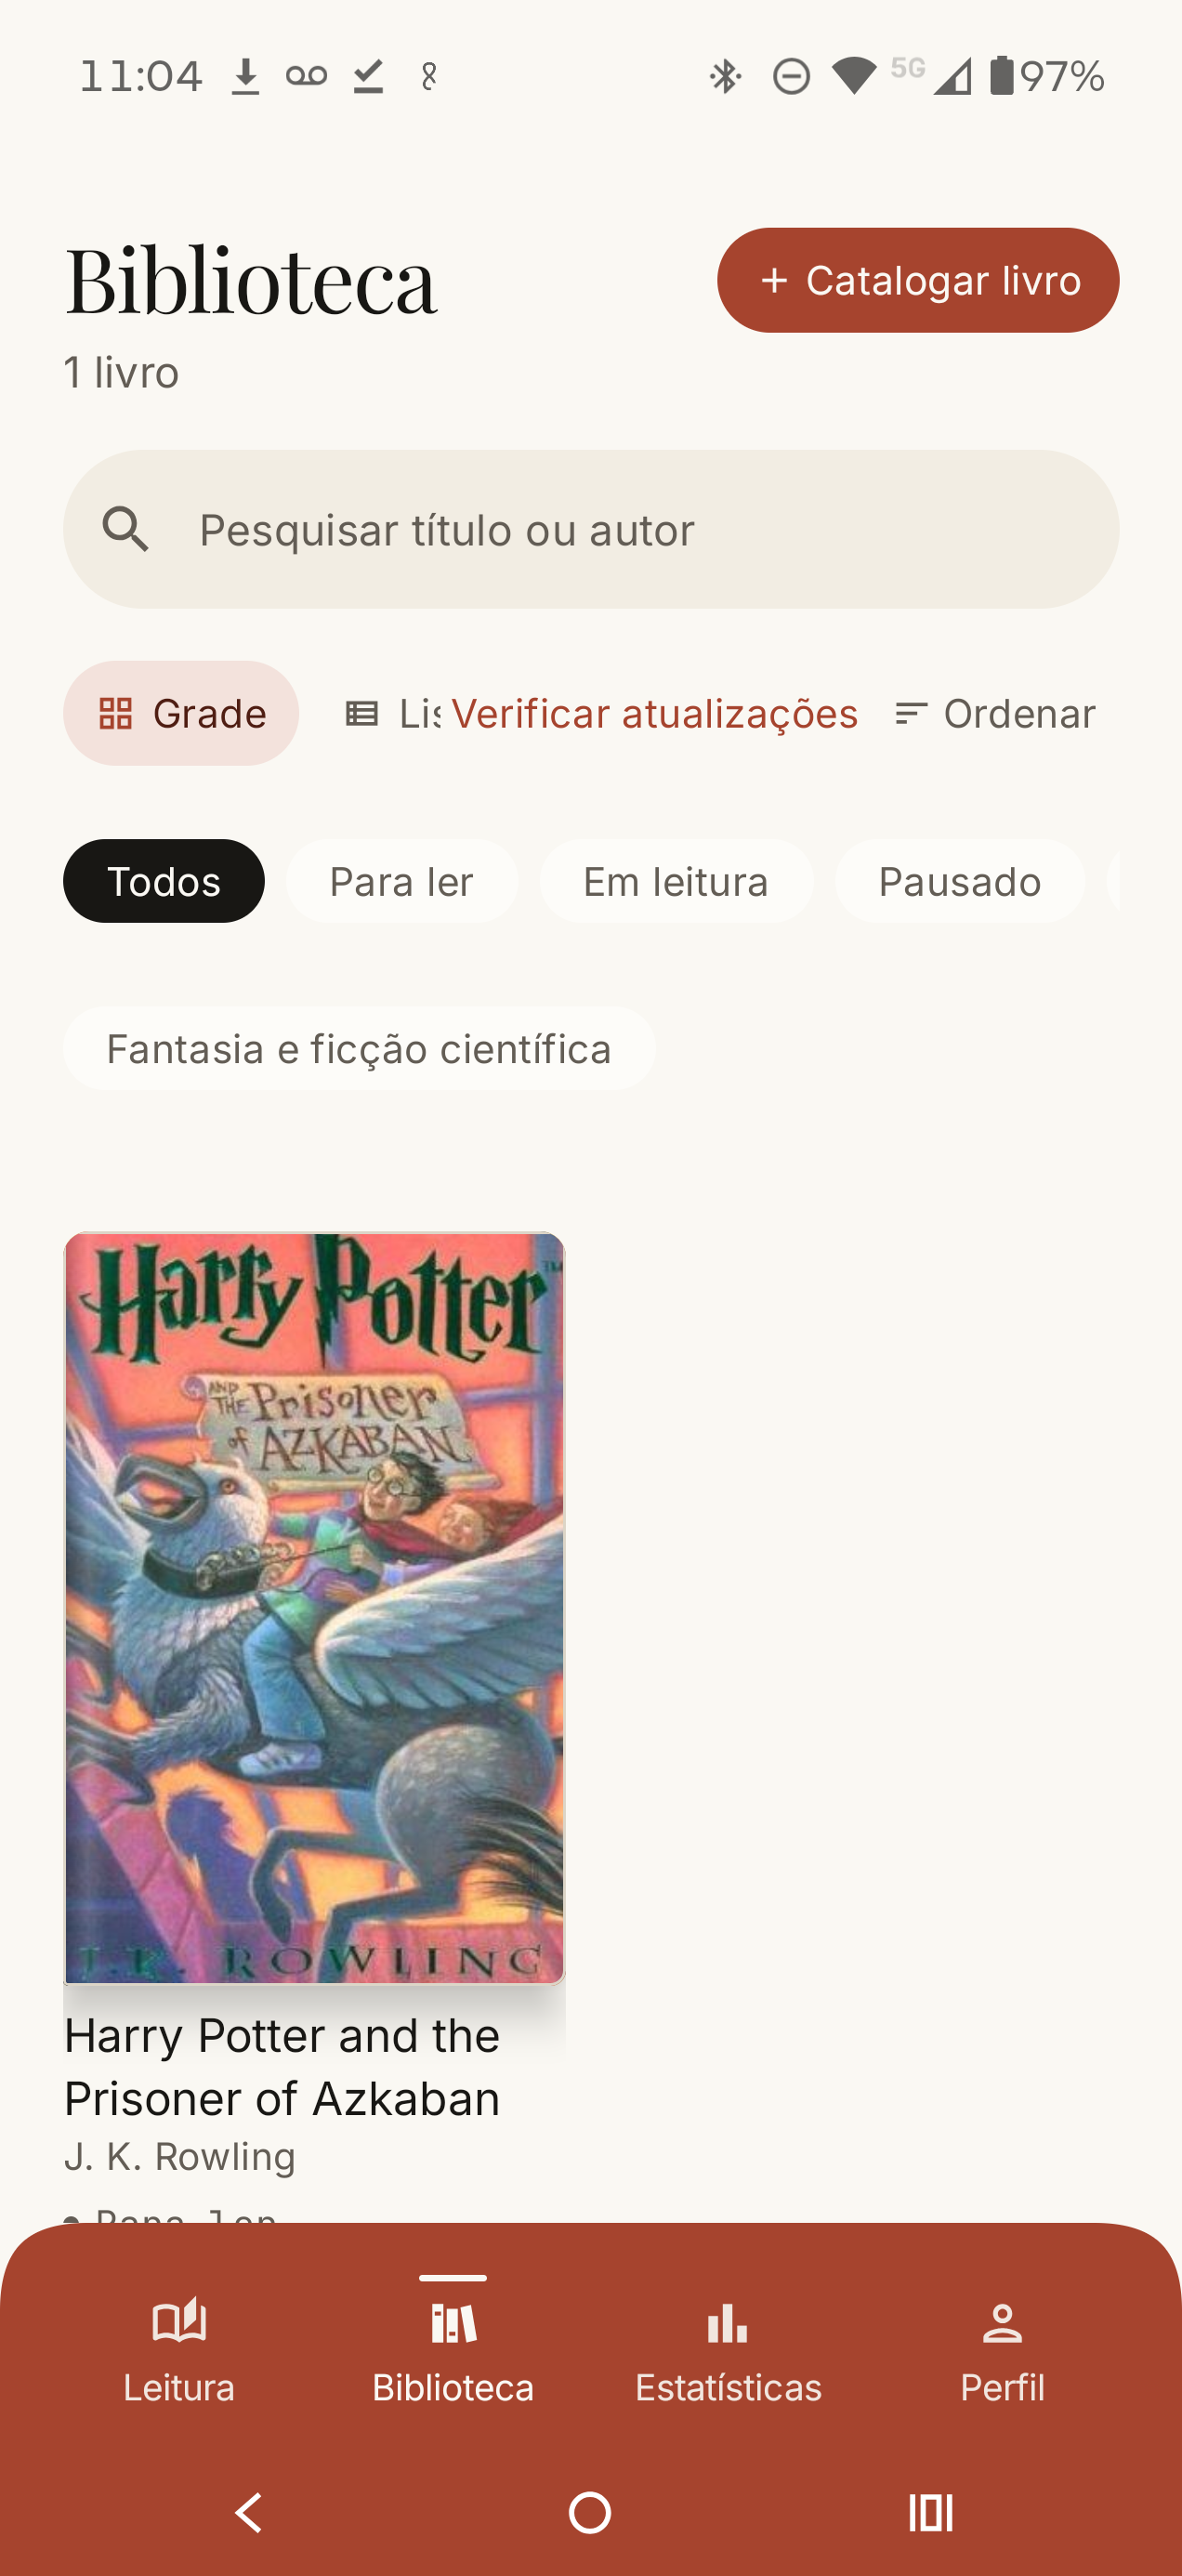 11:04
5G
97%
Biblioteca
+ Catalogar livro
1 livro
Pesquisar título ou autor
Grade
Verificar atualizações
Ordenar
Todos
Para ler
Em leitura
Pausado
Fantasia e ficção científica
Harry Potter
AND THE Prisoner
of AZKABAN
J.K. ROWLING
Harry Potter and the
Prisoner of Azkaban
J. K. Rowling
Leitura
Biblioteca
Estatísticas
Perfil